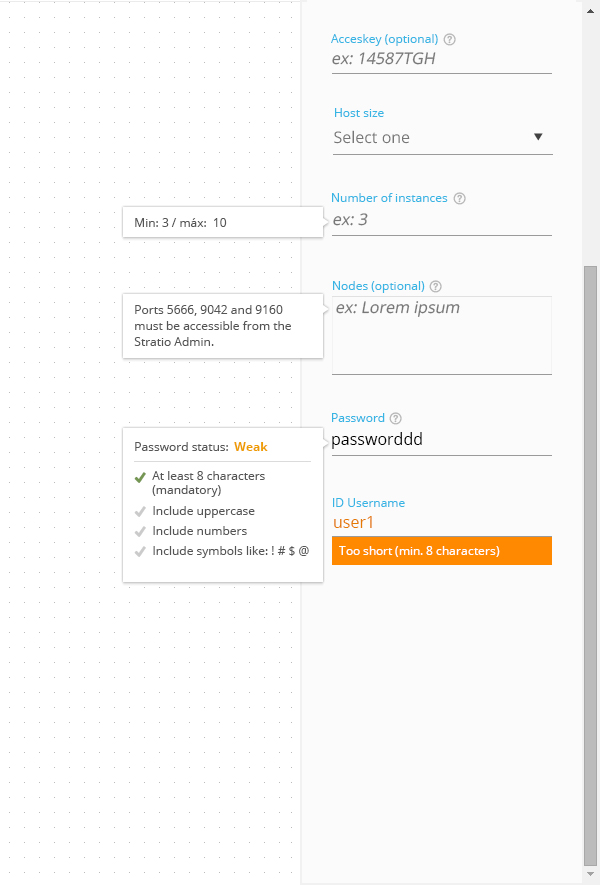 Acceskey (optional) ?
ex: 14587TGH
Host size
Select one
Number of instances ?
Min: 3 / máx: 10
ex: 3
Nodes (optional) ?
ex: Lorem ipsum
Ports 5666, 9042 and 9160
must be accessible from the
Stratio Admin.
Password ?
passworddd
Password status: Weak
At least 8 characters
(mandatory)
Include uppercase
Include numbers
Include symbols like: ! # $ @
ID Username
user1
Too short (min. 8 characters)